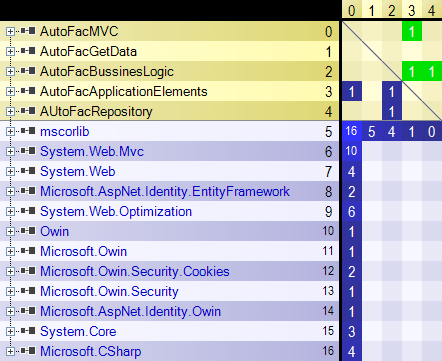 0 1 2 3 4
AutoFacMVC 0 1
AutoFacGetData 1
AutoFacBussinesLogic 2 1 1
AutoFacApplicationElements 3 1 1
AUtoFacRepository 4 1
mscorlib 5 16 5 4 1 0
System.Web.Mvc 6 10
System.Web 7 4
Microsoft.AspNet.Identity.EntityFramework 8 2
System.Web.Optimization 9 6
Owin 10 1
Microsoft.Owin 11 1
Microsoft.Owin.Security.Cookies 12 2
Microsoft.Owin.Security 13 1
Microsoft.AspNet.Identity.Owin 14 1
System.Core 15 3
Microsoft.CSharp 16 4